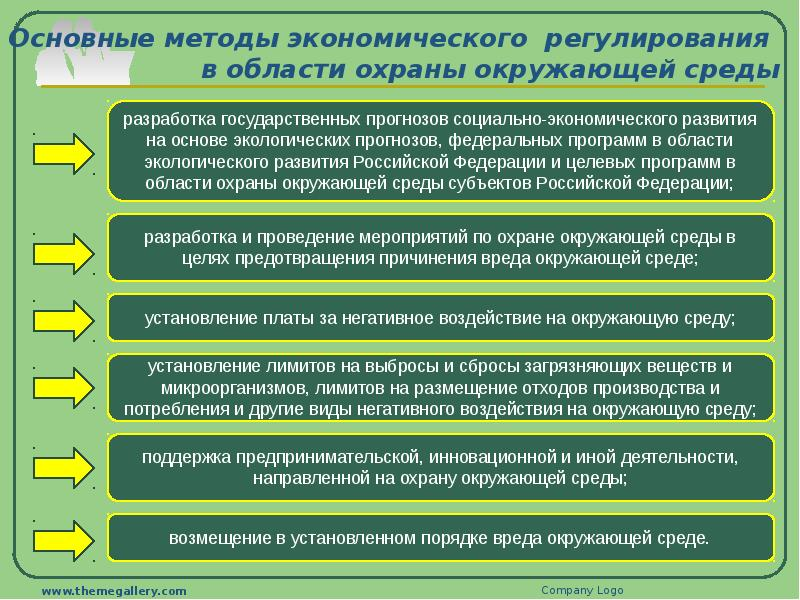 Основные методы экономического регулирования
в области охраны окружающей среды
разработка государственных прогнозов социально-экономического развития
на основе экологических прогнозов, федеральных программ в области
экологического развития Российской Федерации и целевых программ в
области охраны окружающей среды субъектов Российской Федерации;
разработка и проведение мероприятий по охране окружающей среды в
целях предотвращения причинения вреда окружающей среде;
установление платы за негативное воздействие на окружающую среду;
установление лимитов на выбросы и сбросы загрязняющих веществ и
микроорганизмов, лимитов на размещение отходов производства и
потребления и другие виды негативного воздействия на окружающую среду;
поддержка предпринимательской, инновационной и иной деятельности,
направленной на охрану окружающей среды;
возмещение в установленном порядке вреда окружающей среде.
www.themegallery.com
Company Logo